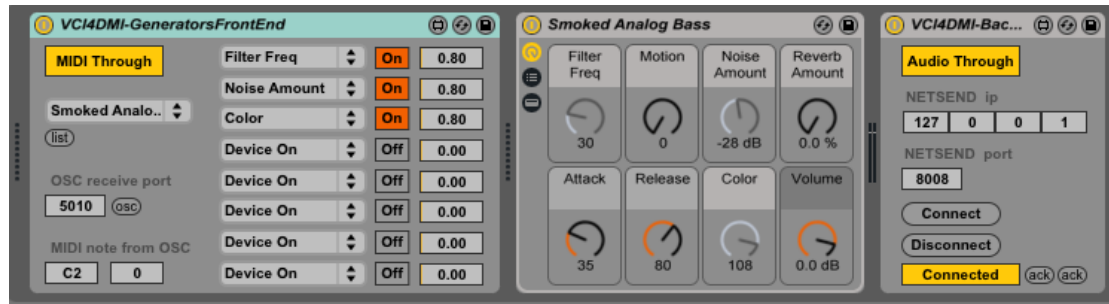 VCI4DMI-GeneratorsFrontEnd
MIDI Through
Smoked Analo..
list
OSC receive port
5010 osc
MIDI note from OSC
C2 0
Filter Freq On 0.80
Noise Amount On 0.80
Color On 0.80
Device On Off 0.00
Device On Off 0.00
Device On Off 0.00
Device On Off 0.00
Device On Off 0.00
Smoked Analog Bass
Filter Freq Motion Noise Amount Reverb Amount
30 0 -28 dB 0.0 %
Attack Release Color Volume
35 80 108 0.0 dB
VCI4DMI-Bac...
Audio Through
NETSEND ip
127 0 0 1
NETSEND port
8008
Connect
Disconnect
Connected ack ack